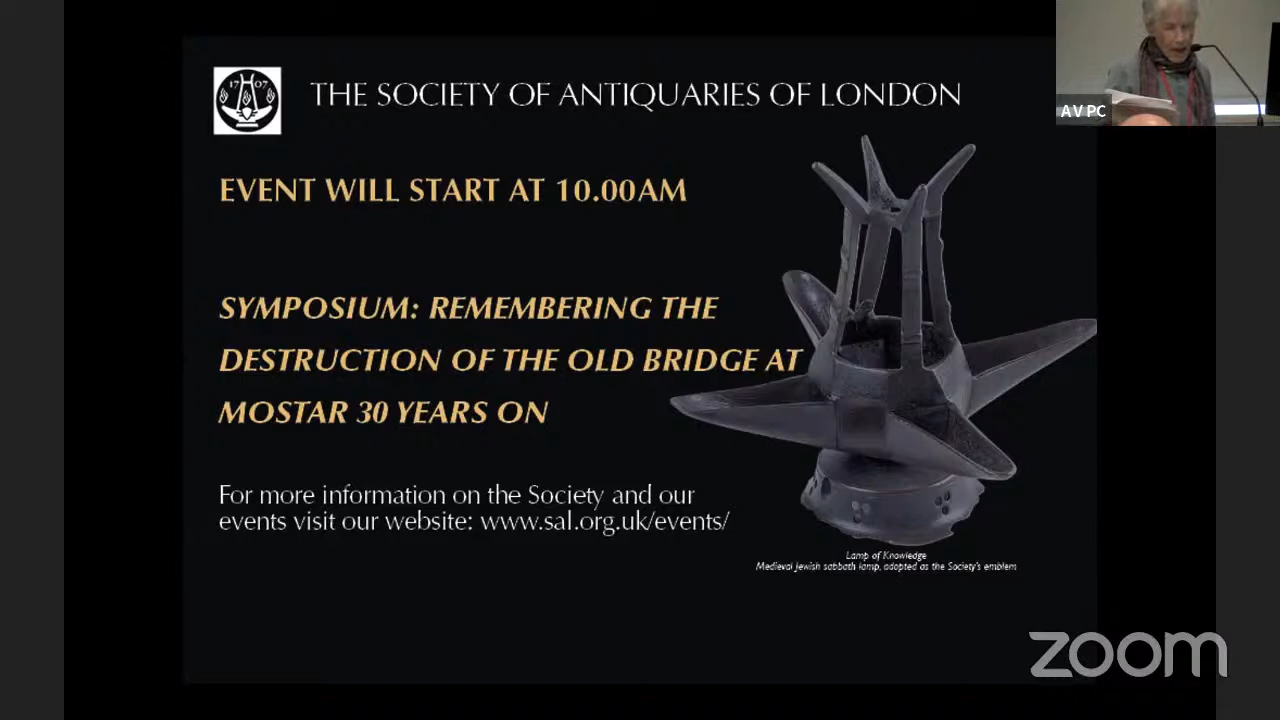 1707
THE SOCIETY OF ANTIQUARIES OF LONDON
AV PC
EVENT WILL START AT 10.00AM
SYMPOSIUM: REMEMBERING THE
DESTRUCTION OF THE OLD BRIDGE AT
MOSTAR 30 YEARS ON
For more information on the Society and our
events visit our website: www.sal.org.uk/events/
Lamp of Knowledge
Medieval Jewish sabbath lamp, adopted as the Society's emblem
zoom